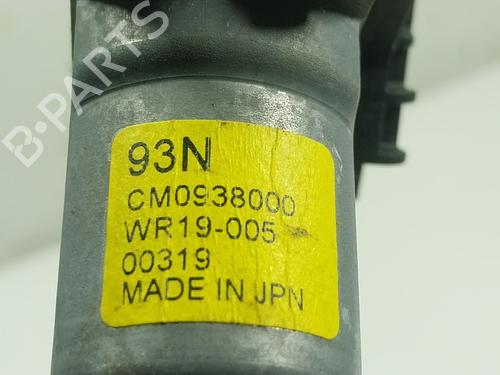 B-PARTS
93N
CM0938000
WR19-005
00319
MADE IN JPN